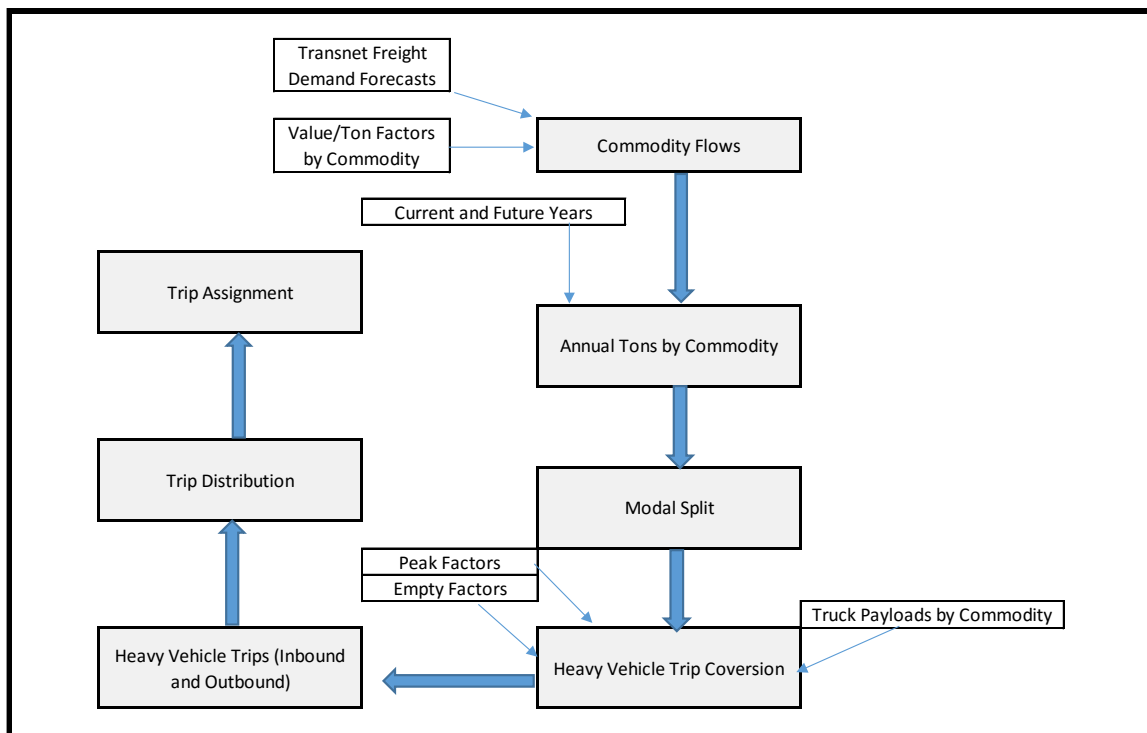 Transnet Freight
Demand Forecasts
Value/Ton Factors
by Commodity
Commodity Flows
Current and Future Years
Trip Assignment
Annual Tons by Commodity
Trip Distribution
Modal Split
Peak Factors
Empty Factors
Truck Payloads by Commodity
Heavy Vehicle Trips (Inbound
and Outbound)
Heavy Vehicle Trip Coversion